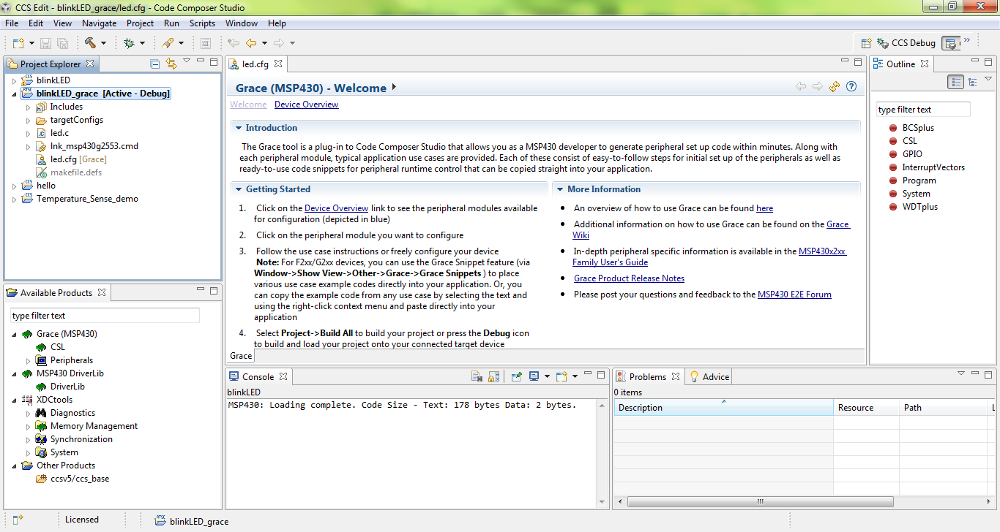 CCS Edit - blinkLED_grace/led.cfg - Code Composer Studio
File Edit View Navigate Project Run Scripts Window Help
CCS Debug
Project Explorer
blinkLED
blinkLED_grace [Active - Debug]
Includes
targetConfigs
led.c
lnk_msp430g2553.cmd
led.cfg [Grace]
makefile.defs
hello
Temperature_Sense_demo
Available Products
type filter text
Grace (MSP430)
CSL
Peripherals
MSP430 DriverLib
DriverLib
XDCtools
Diagnostics
Memory Management
Synchronization
System
Other Products
ccsv5/ccs_base
led.cfg
Grace (MSP430) - Welcome
Welcome Device Overview
Introduction
The Grace tool is a plug-in to Code Composer Studio that allows you as a MSP430 developer to generate peripheral set up code within minutes. Along with
each peripheral module, typical application use cases are provided. Each of these consist of easy-to-follow steps for initial set up of the peripherals as well as
ready-to-use code snippets for peripheral runtime control that can be copied straight into your application.
Getting Started
1. Click on the Device Overview link to see the peripheral modules available
for configuration (depicted in blue)
2. Click on the peripheral module you want to configure
3. Follow the use case instructions or freely configure your device
Note: For F2xx/G2xx devices, you can use the Grace Snippet feature (via
Window->Show View->Other->Grace->Grace Snippets ) to place
various use case example codes directly into your application. Or, you
can copy the example code from any use case by selecting the text and
using the right-click context menu and paste directly into your
application
4. Select Project->Build All to build your project or press the Debug icon
to build and load your project onto your connected target device
More Information
An overview of how to use Grace can be found here
Additional information on how to use Grace can be found on the Grace
Wiki
In-depth peripheral specific information is available in the MSP430x2xx
Family User's Guide
Grace Product Release Notes
Please post your questions and feedback to the MSP430 E2E Forum
Grace
Outline
type filter text
BCSplus
CSL
GPIO
InterruptVectors
Program
System
WDTplus
Console
blinkLED
MSP430: Loading complete. Code Size - Text: 178 bytes Data: 2 bytes.
Problems Advice
0 items
Description Resource Path L
Licensed blinkLED_grace